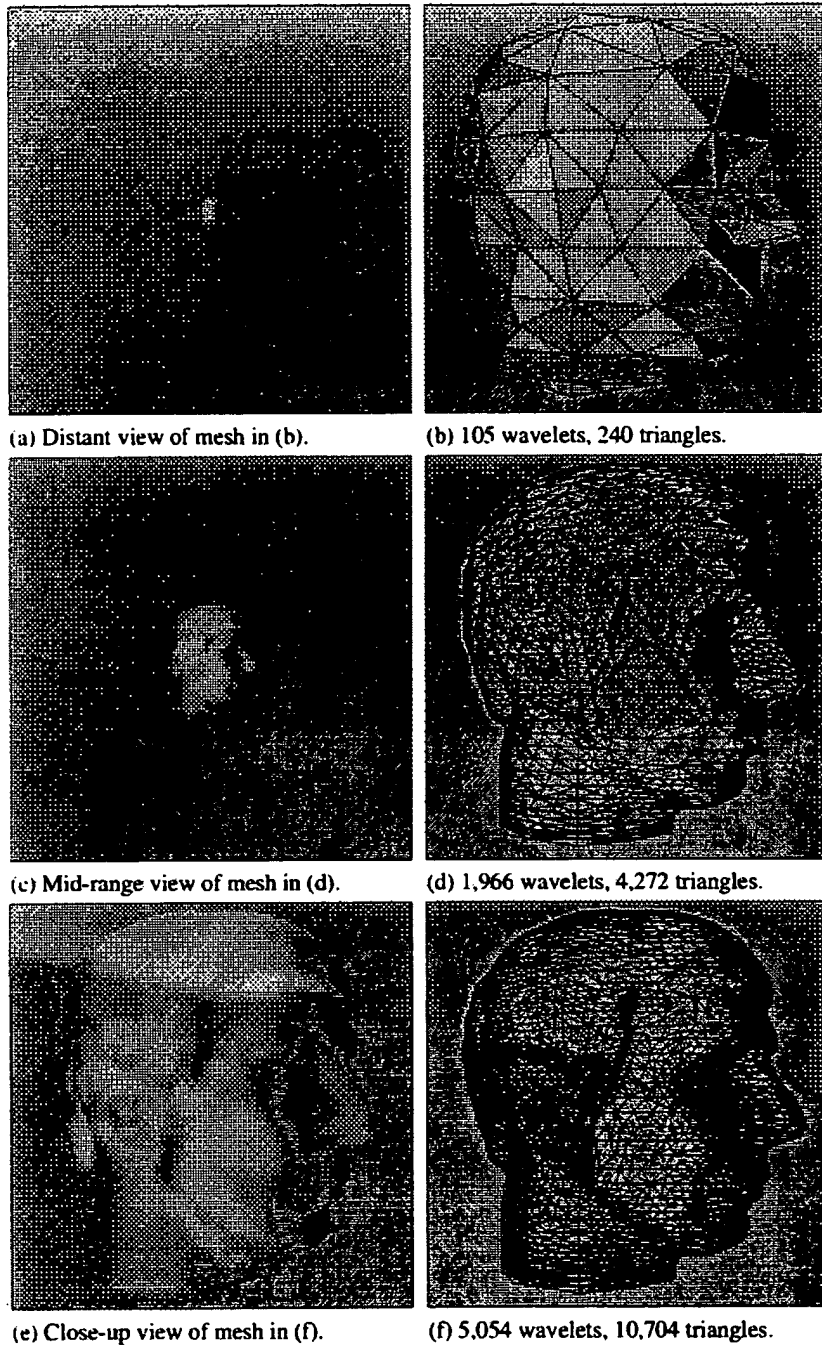 (a) Distant view of mesh in (b).
(b) 105 wavelets, 240 triangles.
(c) Mid-range view of mesh in (d).
(d) 1,966 wavelets, 4,272 triangles.
(e) Close-up view of mesh in (f).
(f) 5,054 wavelets, 10,704 triangles.